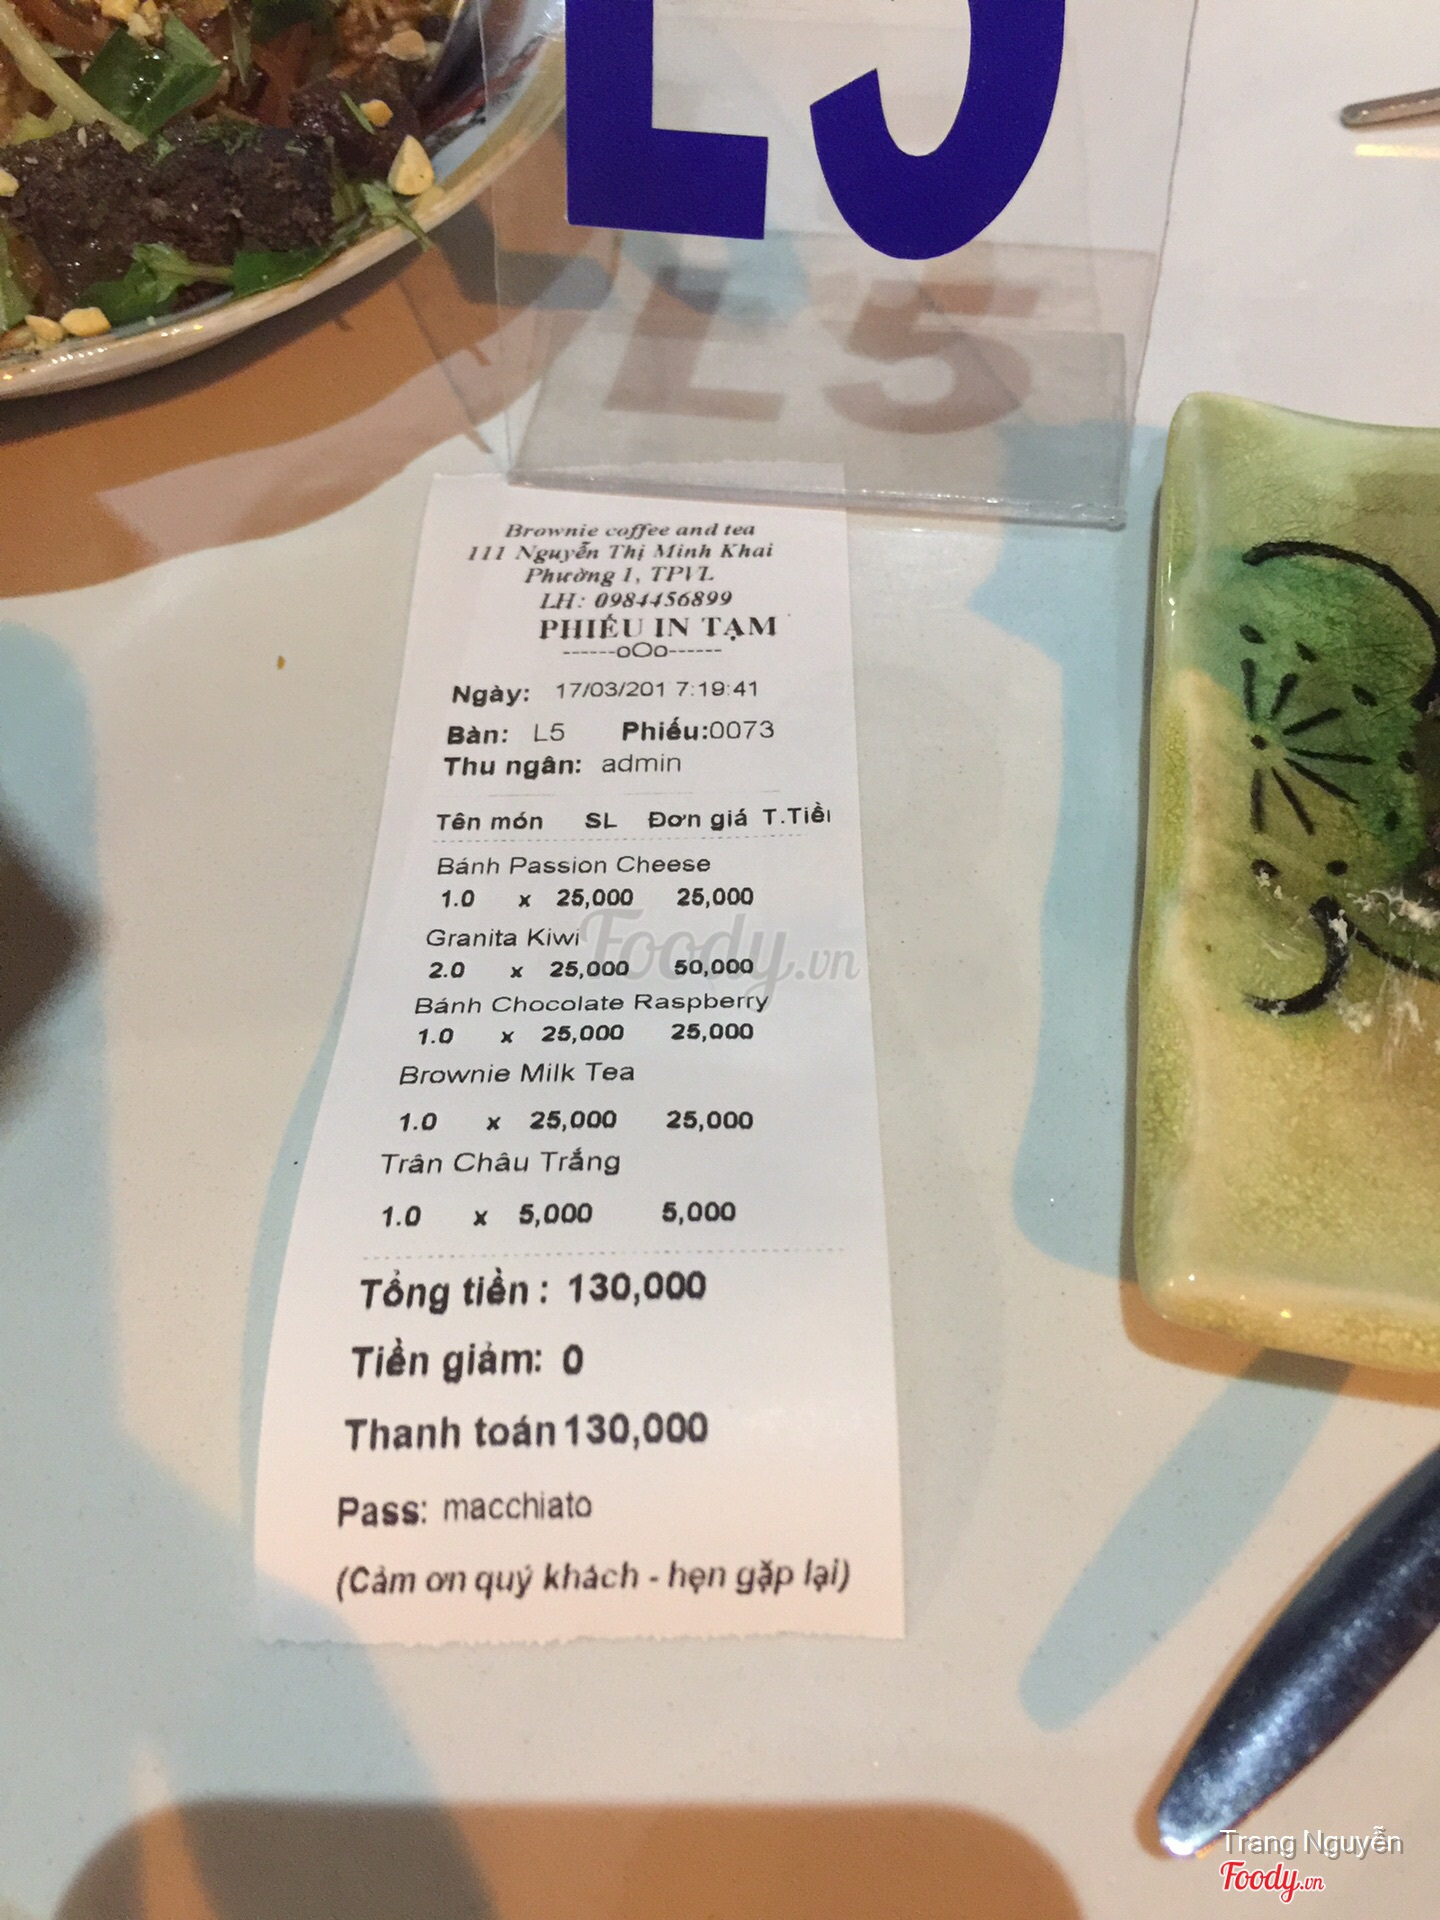 L5
Brownie coffee and tea
111 Nguyễn Thị Minh Khai
Phường 1, TPVL
LH: 0984456899
PHIẾU IN TẠM
------oOo------
Ngày: 17/03/201 7:19:41
Bàn: L5 Phiếu:0073
Thu ngân: admin
Tên món SL Đơn giá T.Tiền
Bánh Passion Cheese
1.0 x 25,000 25,000
Granita Kiwi
2.0 x 25,000 50,000
Bánh Chocolate Raspberry
1.0 x 25,000 25,000
Brownie Milk Tea
1.0 x 25,000 25,000
Trân Châu Trắng
1.0 x 5,000 5,000
Tổng tiền : 130,000
Tiền giảm: 0
Thanh toán 130,000
Pass: macchiato
(Cảm ơn quý khách - hẹn gặp lại)
Foody.vn
Trang Nguyễn
Foody.vn